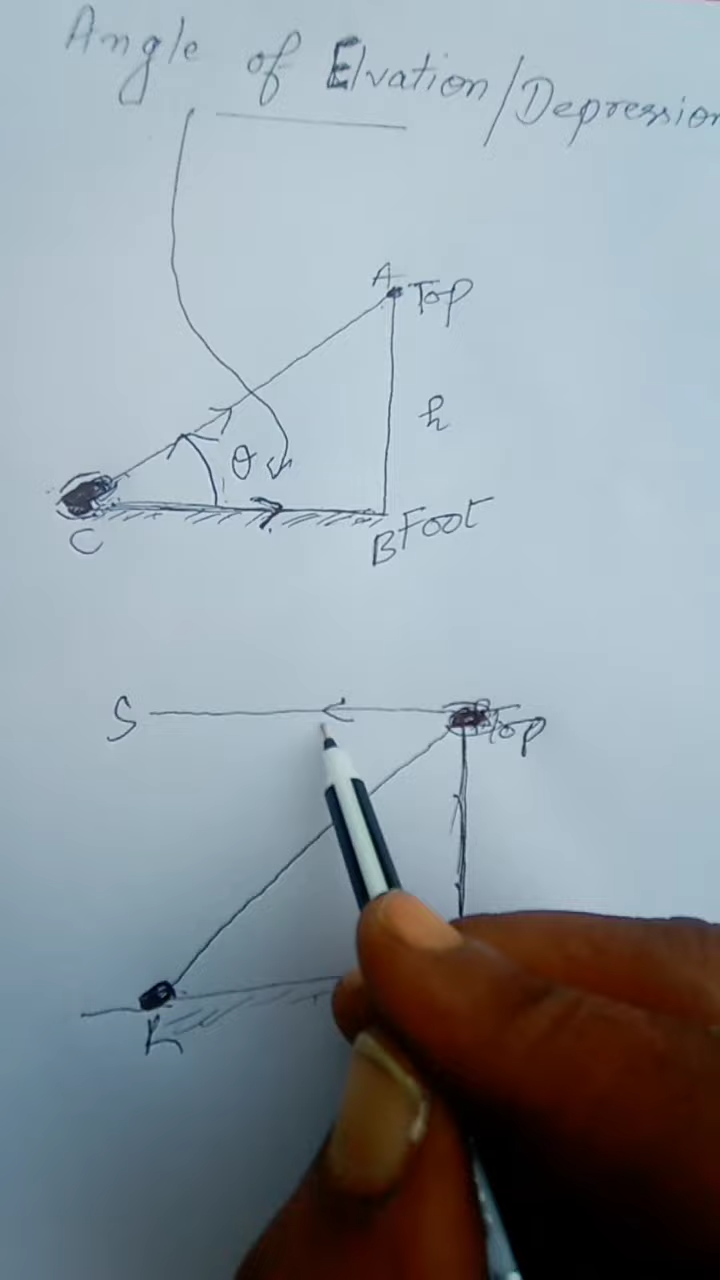 Angle of Elvation/Depression
A Top
h
θ
C
B Foot
S
Top